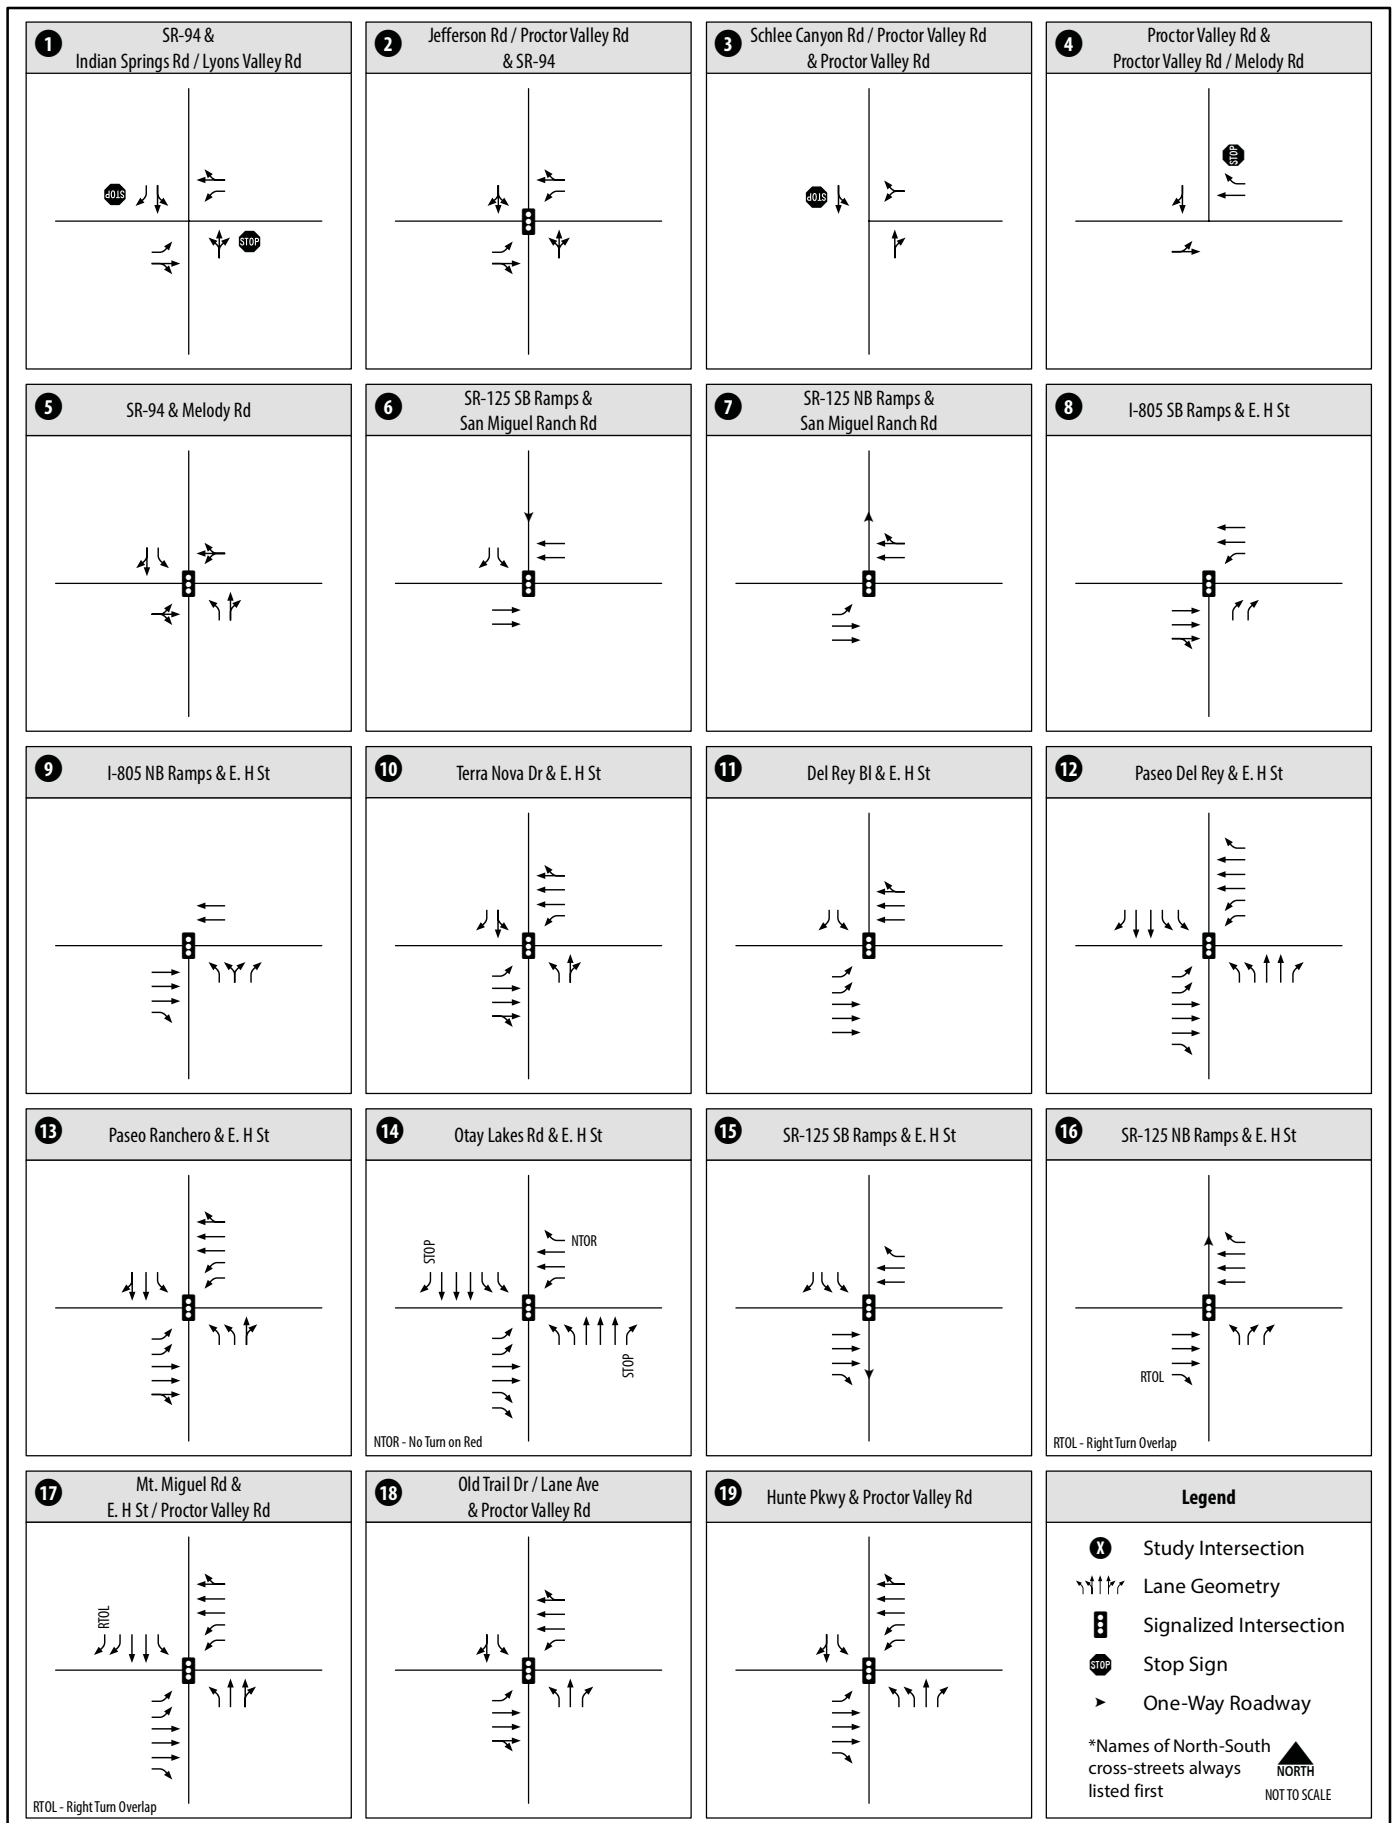 1
SR-94 &
Indian Springs Rd / Lyons Valley Rd
STOP
STOP
2
Jefferson Rd / Proctor Valley Rd
& SR-94
3
Schlee Canyon Rd / Proctor Valley Rd
& Proctor Valley Rd
STOP
4
Proctor Valley Rd &
Proctor Valley Rd / Melody Rd
STOP
5
SR-94 & Melody Rd
6
SR-125 SB Ramps &
San Miguel Ranch Rd
7
SR-125 NB Ramps &
San Miguel Ranch Rd
8
I-805 SB Ramps & E. H St
9
I-805 NB Ramps & E. H St
10
Terra Nova Dr & E. H St
11
Del Rey Bl & E. H St
12
Paseo Del Rey & E. H St
13
Paseo Ranchero & E. H St
14
Otay Lakes Rd & E. H St
STOP
NTOR
STOP
NTOR - No Turn on Red
15
SR-125 SB Ramps & E. H St
16
SR-125 NB Ramps & E. H St
RTOL
RTOL - Right Turn Overlap
17
Mt. Miguel Rd &
E. H St / Proctor Valley Rd
RTOL
RTOL - Right Turn Overlap
18
Old Trail Dr / Lane Ave
& Proctor Valley Rd
19
Hunte Pkwy & Proctor Valley Rd
Legend
X Study Intersection
Lane Geometry
Signalized Intersection
STOP Stop Sign
One-Way Roadway
*Names of North-South
cross-streets always
listed first
NORTH
NOT TO SCALE